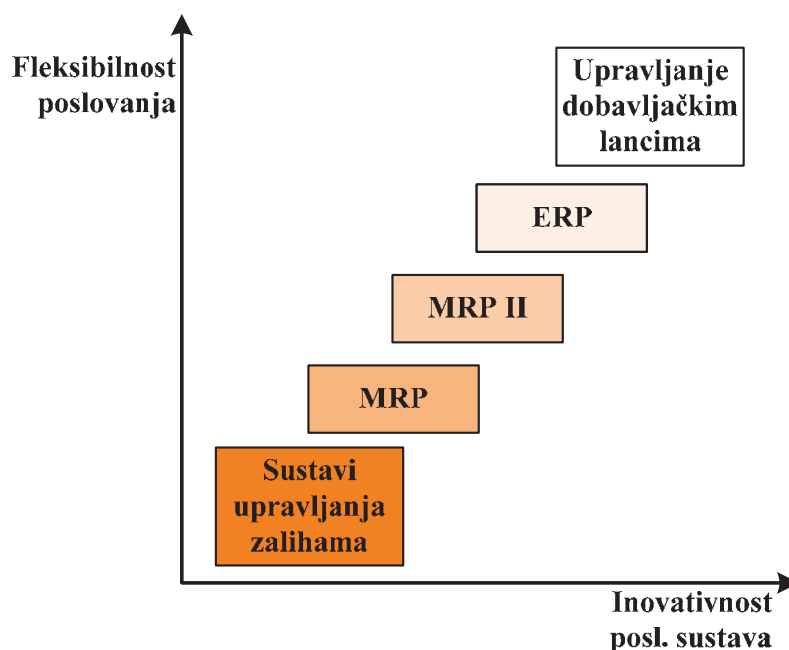 Fleksibilnost
poslovanja
Upravljanje
dobavljačkim
lancima
ERP
MRP II
MRP
Sustavi
upravljanja
zalihama
Inovativnost
posl. sustava